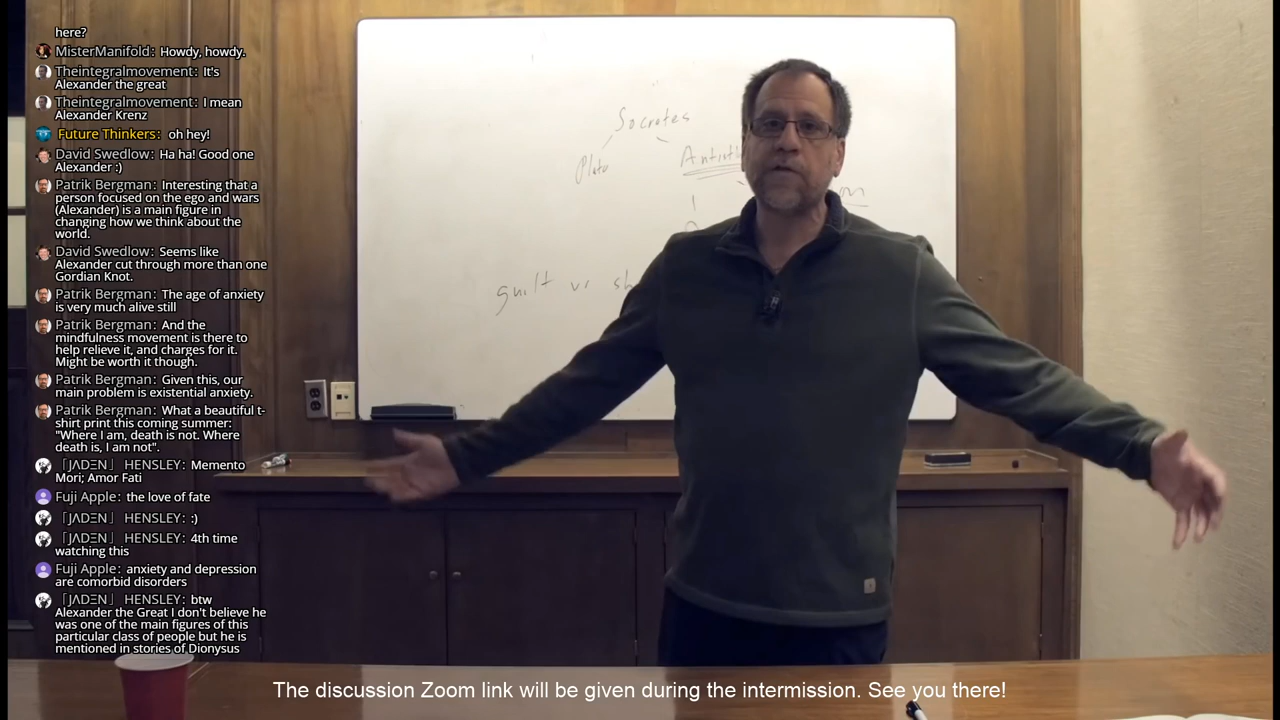 here?
MisterManifold: Howdy, howdy.
Theintegralmovement: It's
Alexander the great
Theintegralmovement: I mean
Alexander Krenz
Future Thinkers: oh hey!
David Swedlow: Ha ha! Good one
Alexander :)
Patrik Bergman: Interesting that a
person focused on the ego and wars
(Alexander) is a main figure in
changing how we think about the
world.
David Swedlow: Seems like
Alexander cut through more than one
Gordian Knot.
Patrik Bergman: The age of anxiety
is very much alive still
Patrik Bergman: And the
mindfulness movement is there to
help relieve it, and charges for it.
Might be worth it though.
Patrik Bergman: Given this, our
main problem is existential anxiety.
Patrik Bergman: What a beautiful t-
shirt print this coming summer:
"Where I am, death is not. Where
death is, I am not".
「JΛDΞN」 HENSLEY: Memento
Mori; Amor Fati
Fuji Apple: the love of fate
「JΛDΞN」 HENSLEY: :)
「JΛDΞN」 HENSLEY: 4th time
watching this
Fuji Apple: anxiety and depression
are comorbid disorders
「JΛDΞN」 HENSLEY: btw
Alexander the Great I don't believe he
was one of the main figures of this
particular class of people but he is
mentioned in stories of Dionysus
Socrates
Plato
guilt vs
The discussion Zoom link will be given during the intermission. See you there!